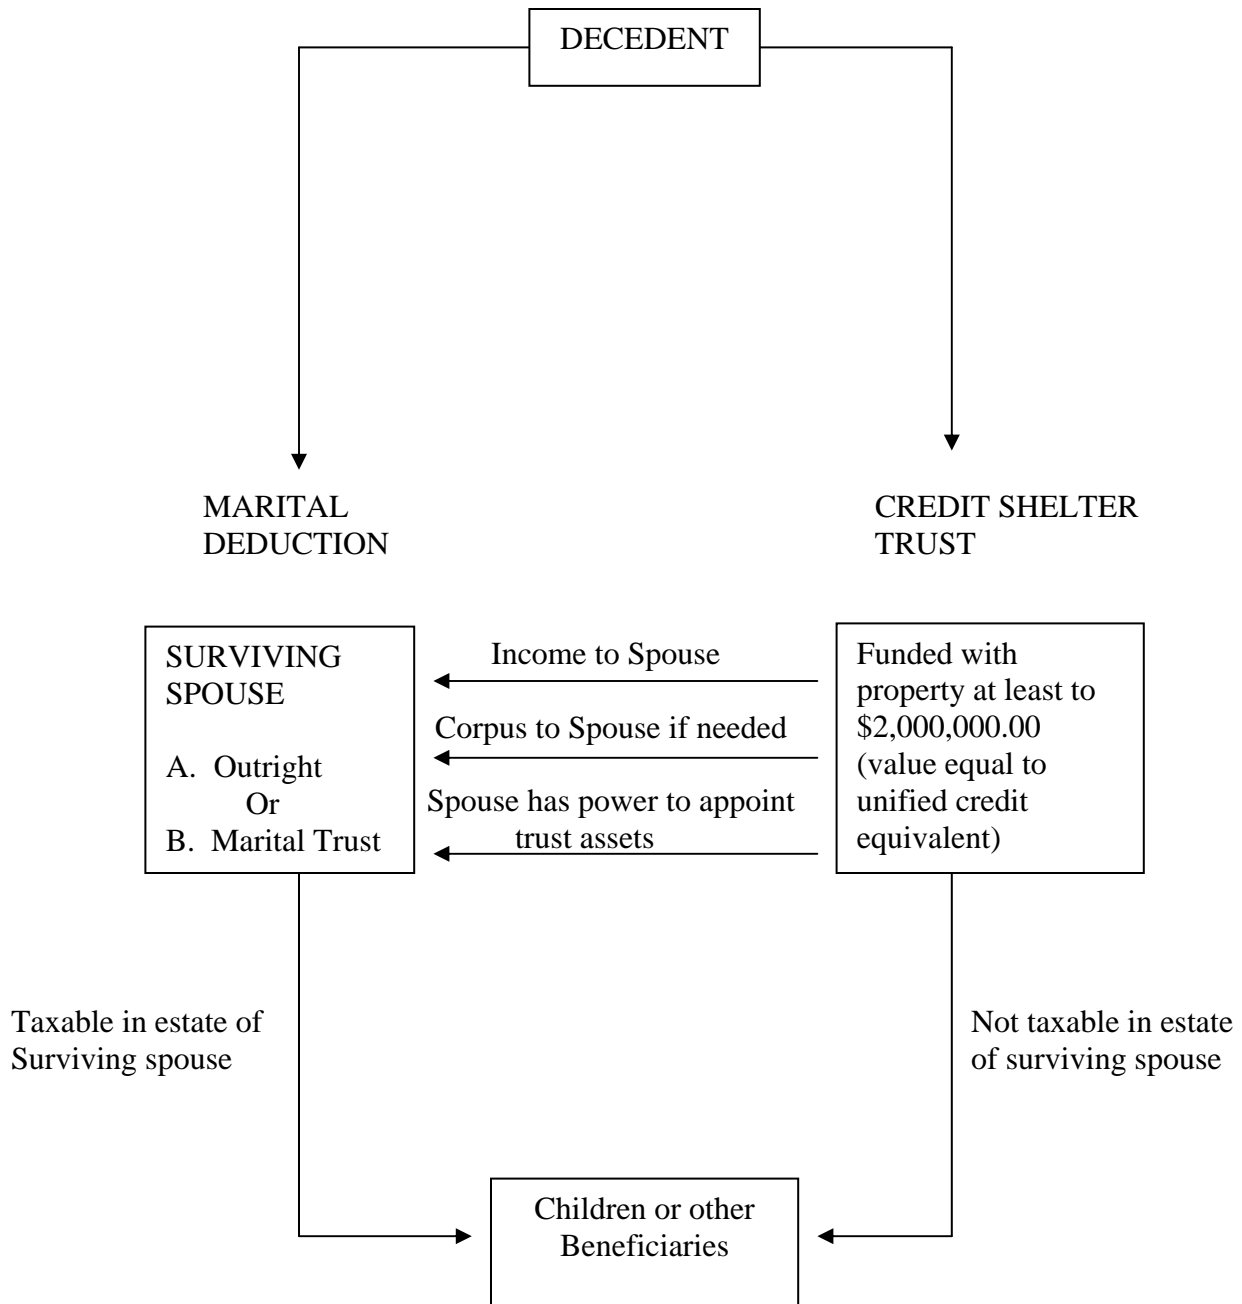 DECEDENT
MARITAL
DEDUCTION
CREDIT SHELTER
TRUST
SURVIVING
SPOUSE
A. Outright
Or
B. Marital Trust
Income to Spouse
Corpus to Spouse if needed
Spouse has power to appoint
trust assets
Funded with
property at least to
$2,000,000.00
(value equal to
unified credit
equivalent)
Taxable in estate of
Surviving spouse
Not taxable in estate
of surviving spouse
Children or other
Beneficiaries